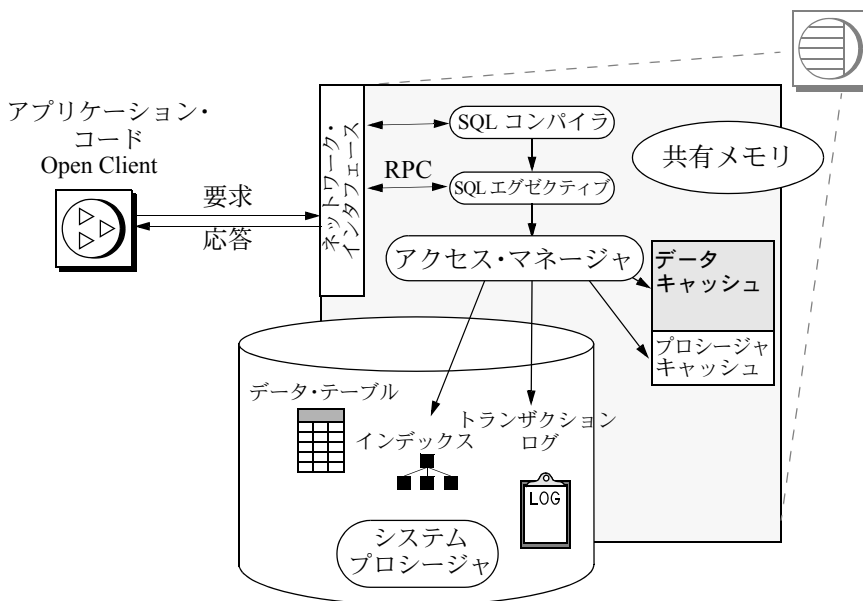 アプリケーション・
コード
Open Client
要求
応答
ネットワーク・
インタフェース
SQL コンパイラ
RPC
SQL エグゼクティブ
共有メモリ
アクセス・マネージャ
データ
キャッシュ
プロシージャ
キャッシュ
データ・テーブル
インデックス
トランザクション
ログ
LOG
システム
プロシージャ